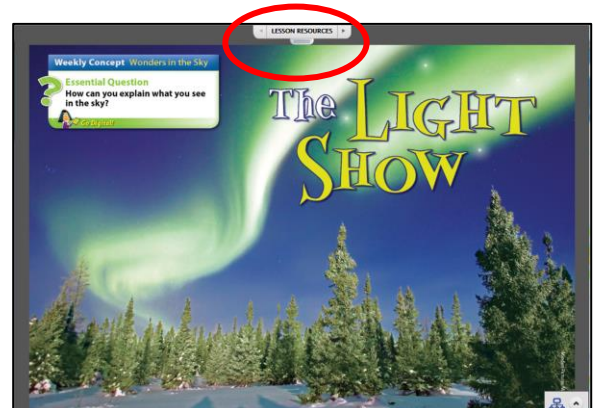 LESSON RESOURCES
Weekly Concept Wonders in the Sky
Essential Question
How can you explain what you see
in the sky?
Go Digital!
The LIGHT
SHOW